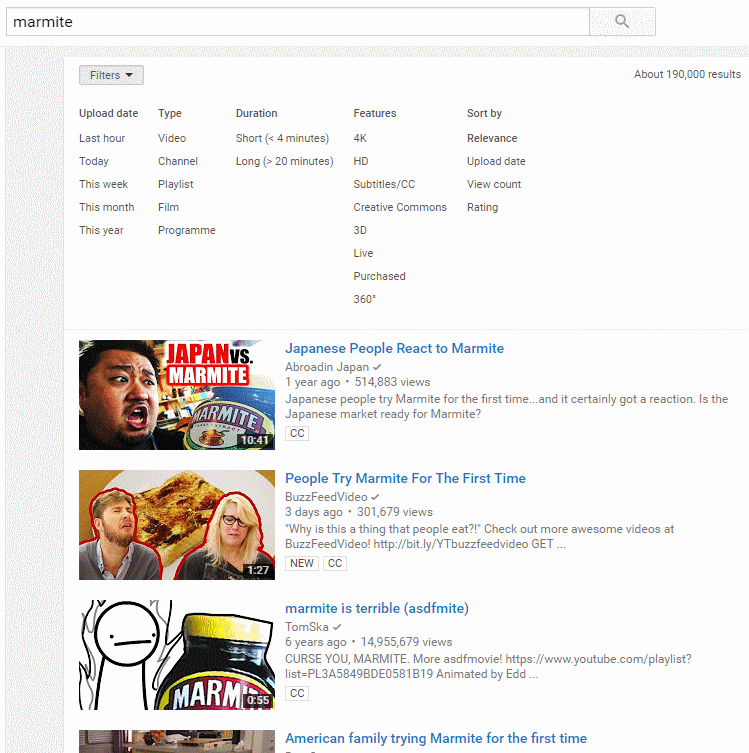 marmite
Filters
About 190,000 results
Upload date Type Duration Features Sort by
Last hour Video Short (< 4 minutes) 4K Relevance
Today Channel Long (> 20 minutes) HD Upload date
This week Playlist Subtitles/CC View count
This month Film Creative Commons Rating
This year Programme 3D
Live
Purchased
360°
JAPAN VS.
MARMITE
MARMITE
10:41
Japanese People React to Marmite
Abroadin Japan
1 year ago • 514,883 views
Japanese people try Marmite for the first time...and it certainly got a reaction. Is the
Japanese market ready for Marmite?
CC
1:27
People Try Marmite For The First Time
BuzzFeedVideo
3 days ago • 301,679 views
"Why is this a thing that people eat?!" Check out more awesome videos at
BuzzFeedVideo! http://bit.ly/YTbuzzfeedvideo GET ...
NEW CC
MARMI
0:55
marmite is terrible (asdfmite)
TomSka
6 years ago • 14,955,679 views
CURSE YOU, MARMITE. More asdfmovie! https://www.youtube.com/playlist?
list=PL3A5849BDE0581B19 Animated by Edd ...
CC
American family trying Marmite for the first time